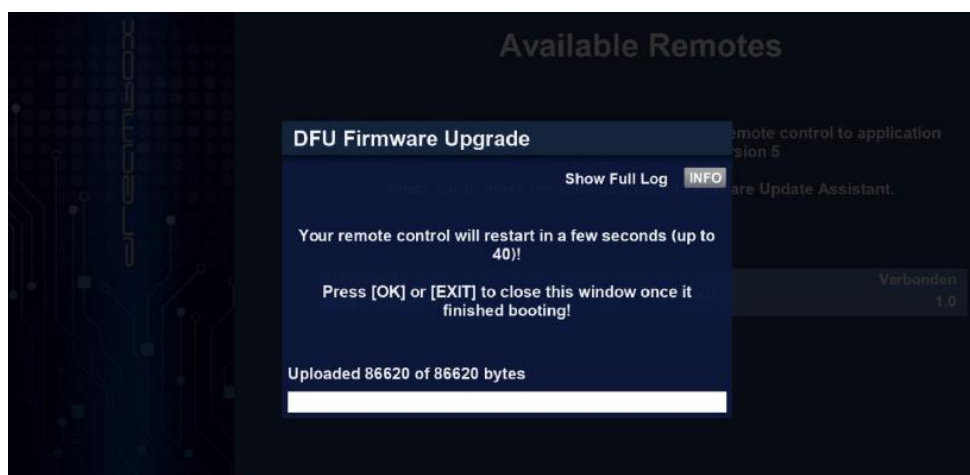 dreambox
Available Remotes
DFU Firmware Upgrade
emote control to application
sion 5
Show Full Log INFO
are Update Assistant.
Your remote control will restart in a few seconds (up to
40)!
Verbonden
Press [OK] or [EXIT] to close this window once it
1.0
finished booting!
Uploaded 86620 of 86620 bytes